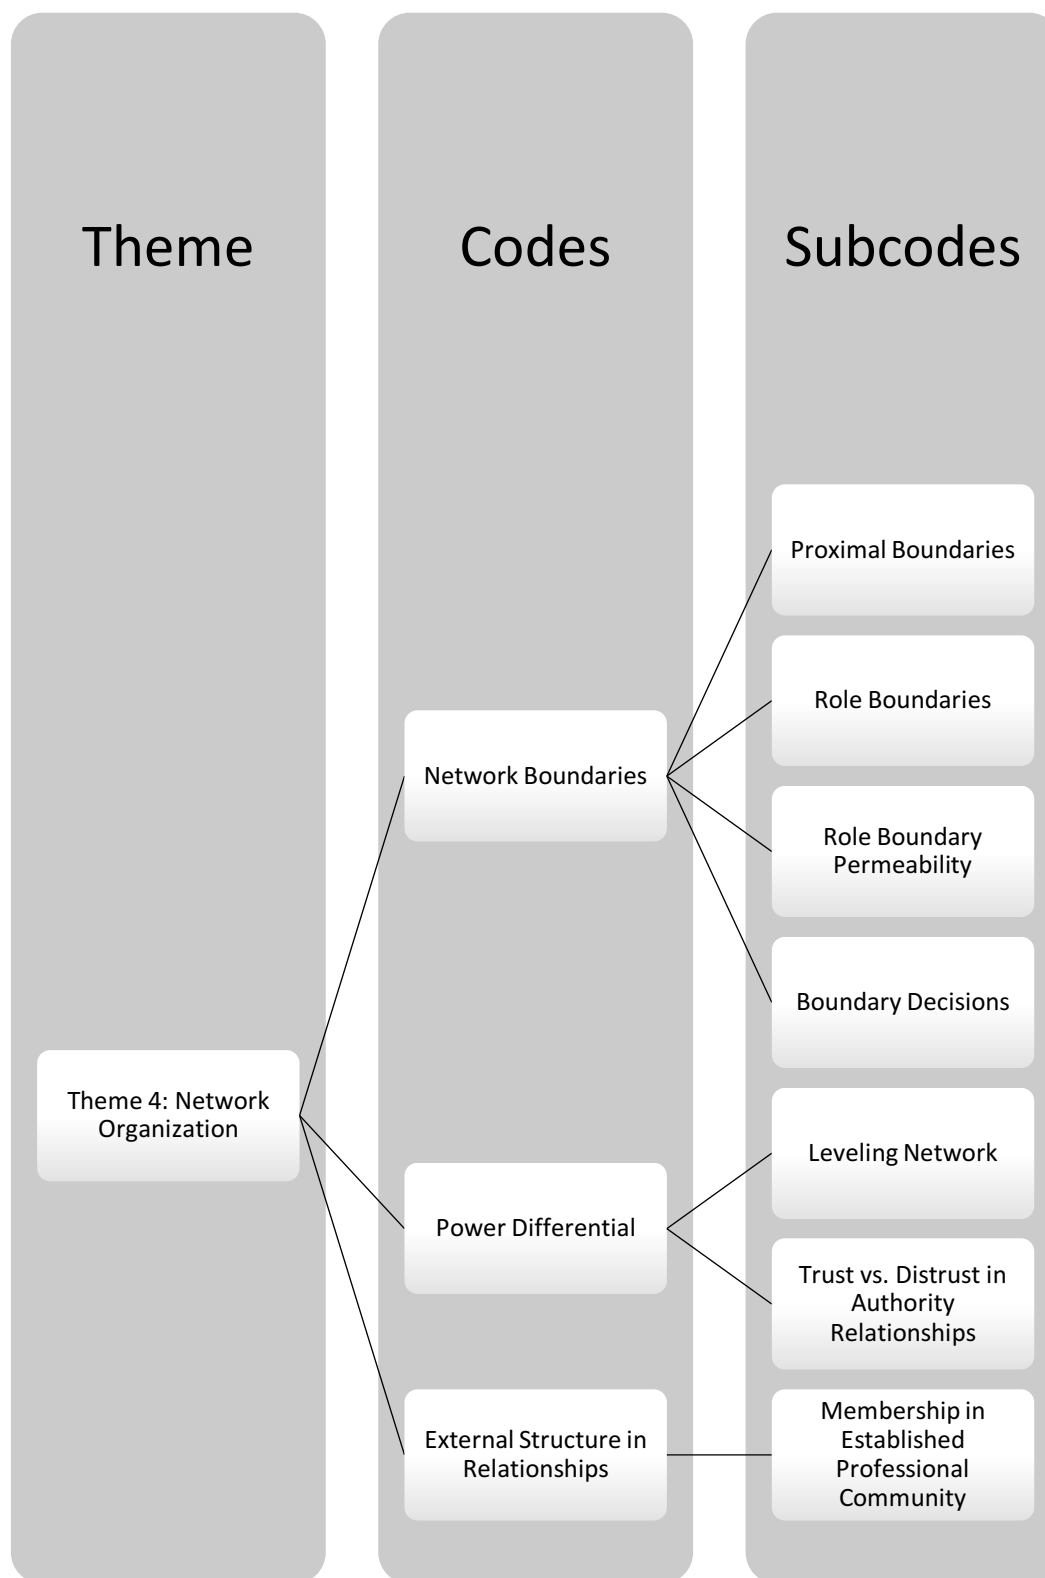 Theme
Codes
Subcodes
Proximal Boundaries
Role Boundaries
Network Boundaries
Role Boundary
Permeability
Boundary Decisions
Theme 4: Network
Organization
Leveling Network
Power Differential
Trust vs. Distrust in
Authority
Relationships
External Structure in
Relationships
Membership in
Established
Professional
Community